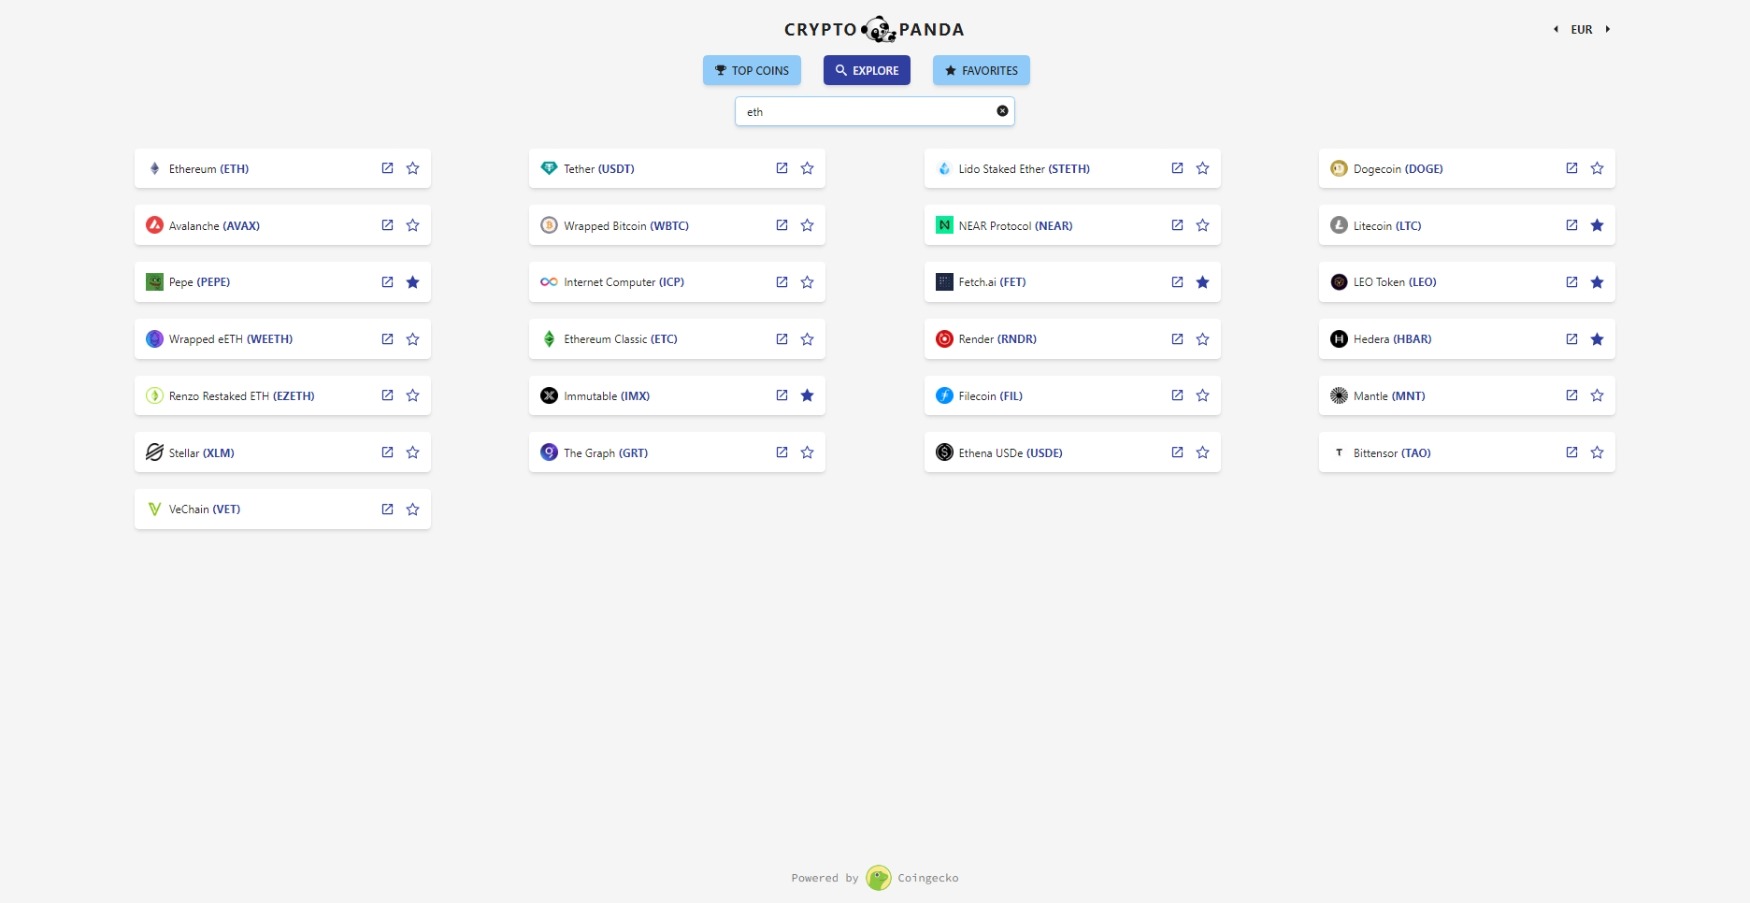 CRYPTO PANDA
EUR
TOP COINS EXPLORE FAVORITES
eth
Ethereum (ETH) Tether (USDT) Lido Staked Ether (STETH) Dogecoin (DOGE)
Avalanche (AVAX) Wrapped Bitcoin (WBTC) NEAR Protocol (NEAR) Litecoin (LTC)
Pepe (PEPE) Internet Computer (ICP) Fetch.ai (FET) LEO Token (LEO)
Wrapped eETH (WEETH) Ethereum Classic (ETC) Render (RNDR) Hedera (HBAR)
Renzo Restaked ETH (EZETH) Immutable (IMX) Filecoin (FIL) Mantle (MNT)
Stellar (XLM) The Graph (GRT) Ethena USDe (USDE) Bittensor (TAO)
VeChain (VET)
Powered by Coingecko